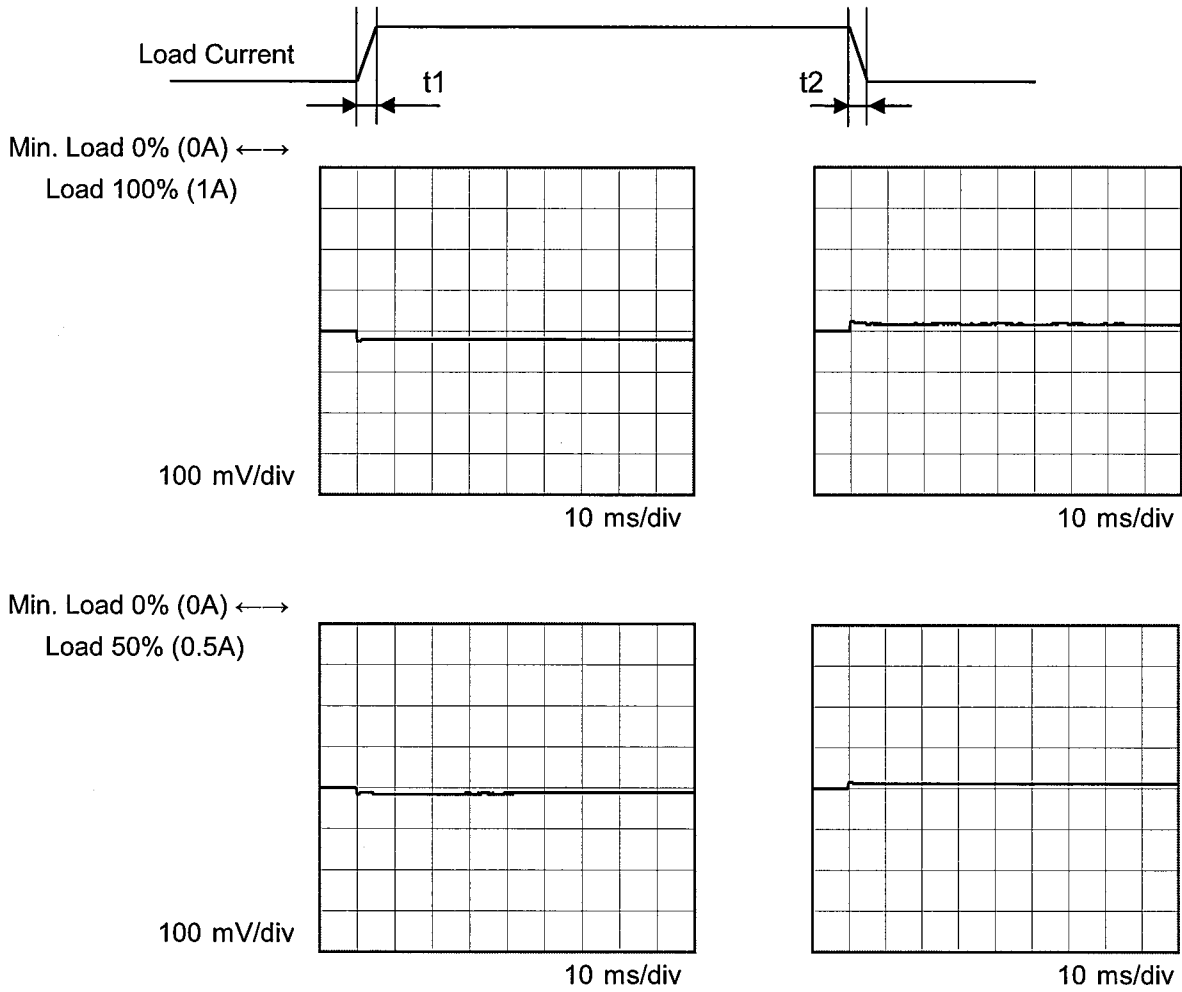 Load Current
t1
t2
Min. Load 0% (0A) ←→
Load 100% (1A)
100 mV/div
10 ms/div
10 ms/div
Min. Load 0% (0A) ←→
Load 50% (0.5A)
100 mV/div
10 ms/div
10 ms/div